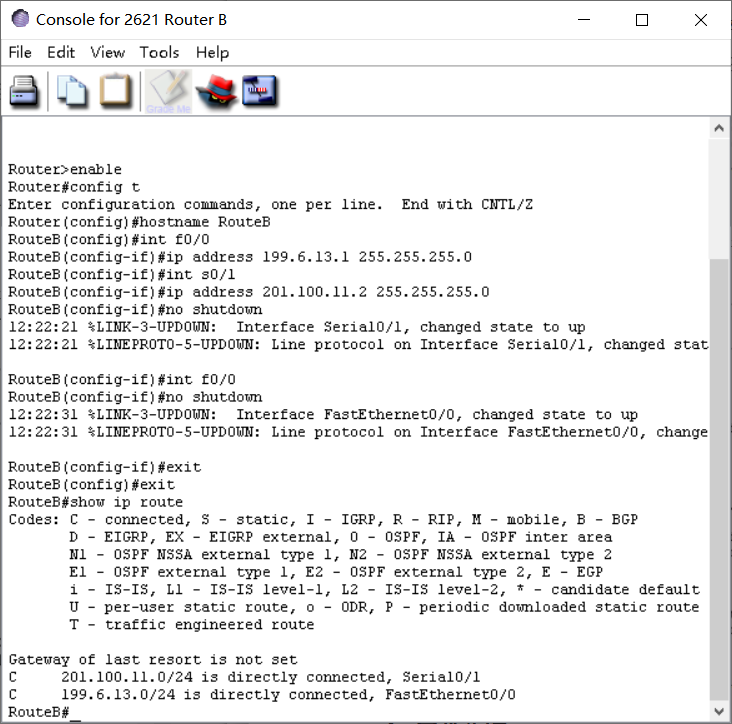 Console for 2621 Router B
File Edit View Tools Help
Grade Me
Router>enable
Router#config t
Enter configuration commands, one per line.  End with CNTL/Z
Router(config)#hostname RouteB
RouteB(config)#int f0/0
RouteB(config-if)#ip address 199.6.13.1 255.255.255.0
RouteB(config-if)#int s0/1
RouteB(config-if)#ip address 201.100.11.2 255.255.255.0
RouteB(config-if)#no shutdown
12:22:21 %LINK-3-UPDOWN:  Interface Serial0/1, changed state to up
12:22:21 %LINEPROTO-5-UPDOWN: Line protocol on Interface Serial0/1, changed stat
RouteB(config-if)#int f0/0
RouteB(config-if)#no shutdown
12:22:31 %LINK-3-UPDOWN:  Interface FastEthernet0/0, changed state to up
12:22:31 %LINEPROTO-5-UPDOWN: Line protocol on Interface FastEthernet0/0, change
RouteB(config-if)#exit
RouteB(config)#exit
RouteB#show ip route
Codes: C - connected, S - static, I - IGRP, R - RIP, M - mobile, B - BGP
       D - EIGRP, EX - EIGRP external, O - OSPF, IA - OSPF inter area
       N1 - OSPF NSSA external type 1, N2 - OSPF NSSA external type 2
       E1 - OSPF external type 1, E2 - OSPF external type 2, E - EGP
       i - IS-IS, L1 - IS-IS level-1, L2 - IS-IS level-2, * - candidate default
       U - per-user static route, o - ODR, P - periodic downloaded static route
       T - traffic engineered route
Gateway of last resort is not set
C     201.100.11.0/24 is directly connected, Serial0/1
C     199.6.13.0/24 is directly connected, FastEthernet0/0
RouteB#_